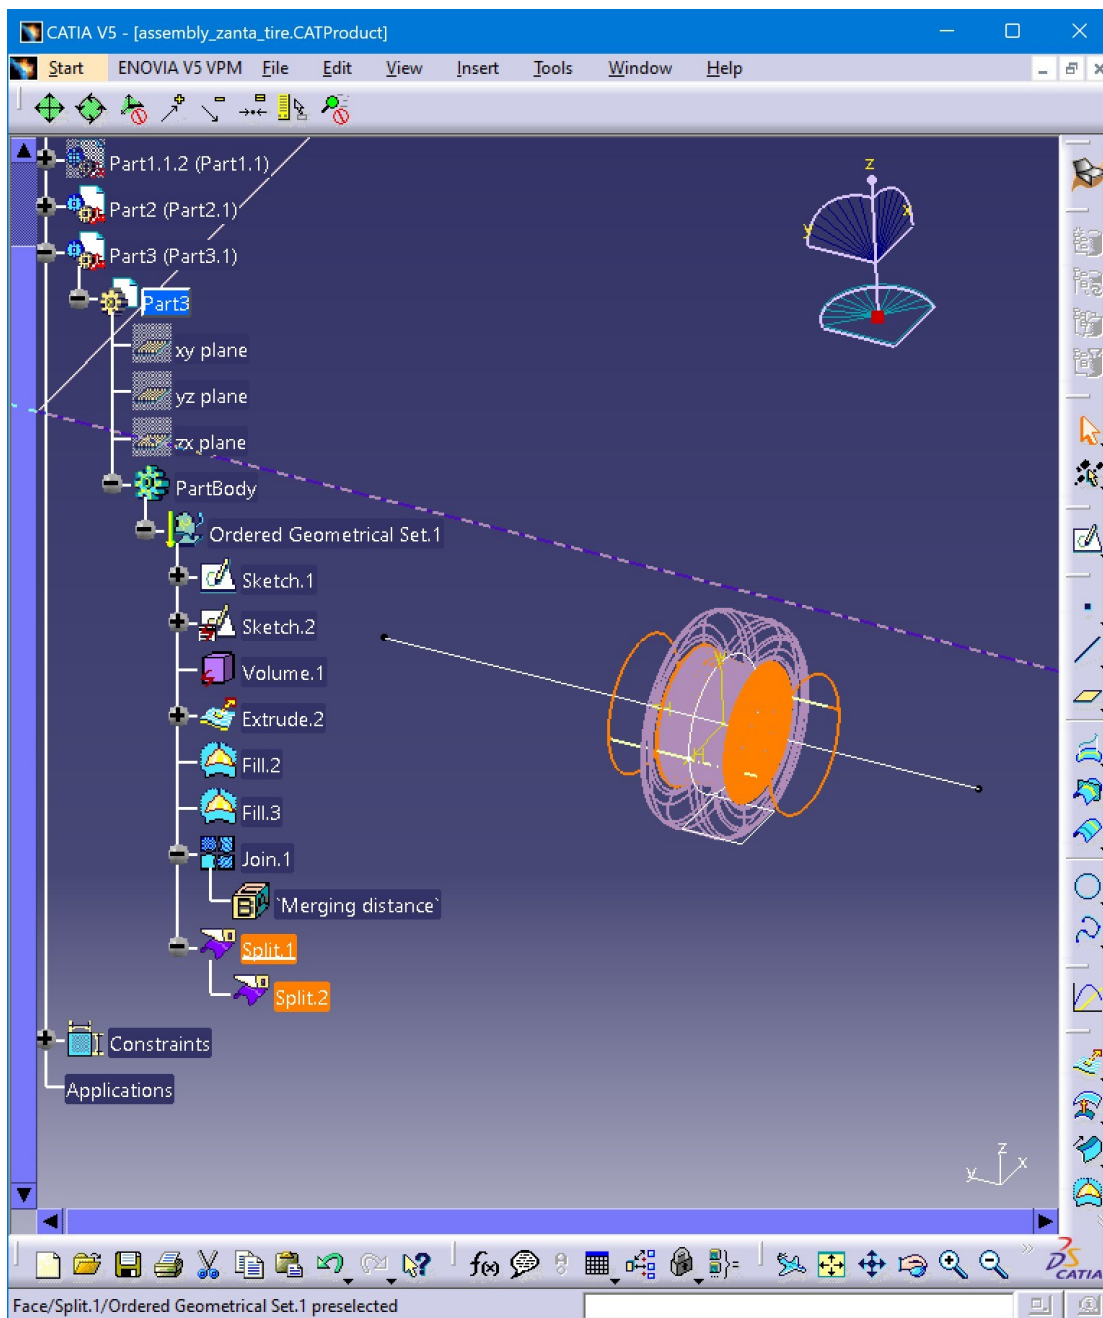 CATIA V5 - [assembly_zanta_tire.CATProduct]
Start ENOVIA V5 VPM File Edit View Insert Tools Window Help
Part1.1.2 (Part1.1)
Part2 (Part2.1)
Part3 (Part3.1)
Part3
xy plane
yz plane
zx plane
PartBody
Ordered Geometrical Set.1
Sketch.1
Sketch.2
Volume.1
Extrude.2
Fill.2
Fill.3
Join.1
`Merging distance`
Split.1
Split.2
Constraints
Applications
z
x
y
V
H
z
y x
f(x)
CATIA
Face/Split.1/Ordered Geometrical Set.1 preselected